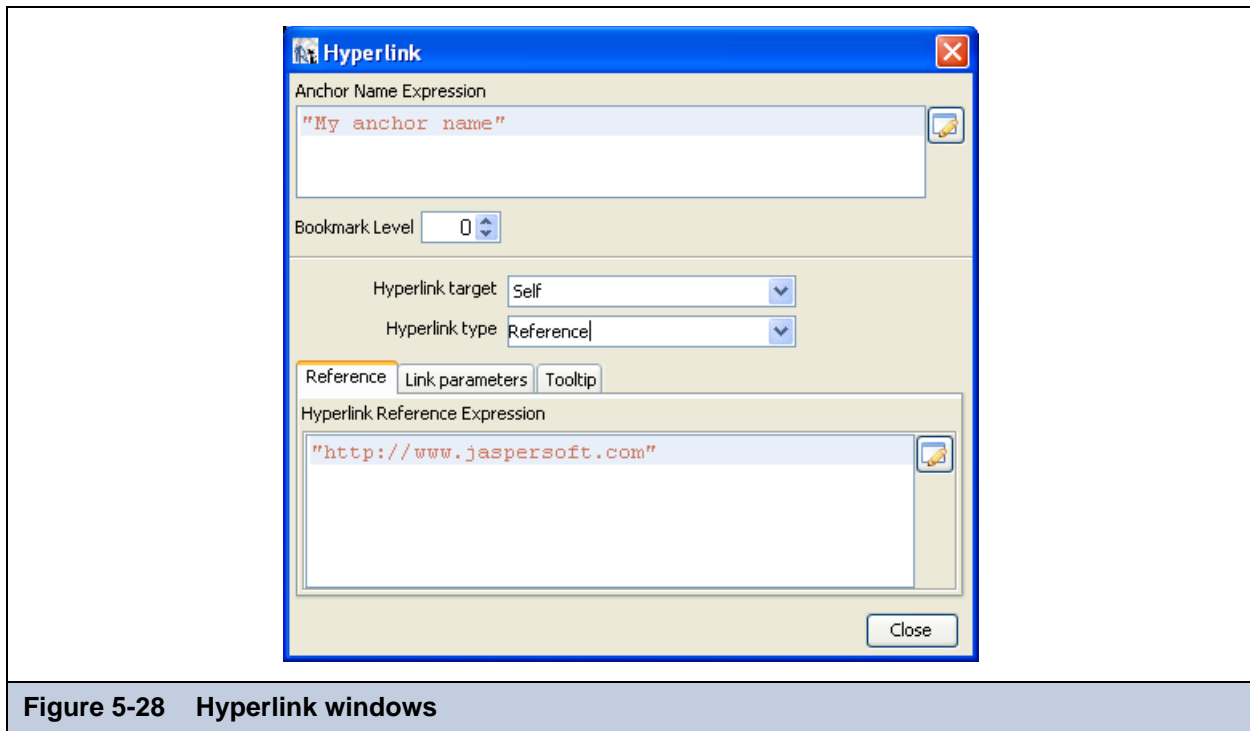 Hyperlink
Anchor Name Expression
"My anchor name"
Bookmark Level 0
Hyperlink target Self
Hyperlink type Reference
Reference Link parameters Tooltip
Hyperlink Reference Expression
"http://www.jaspersoft.com"
Close
Figure 5-28 Hyperlink windows